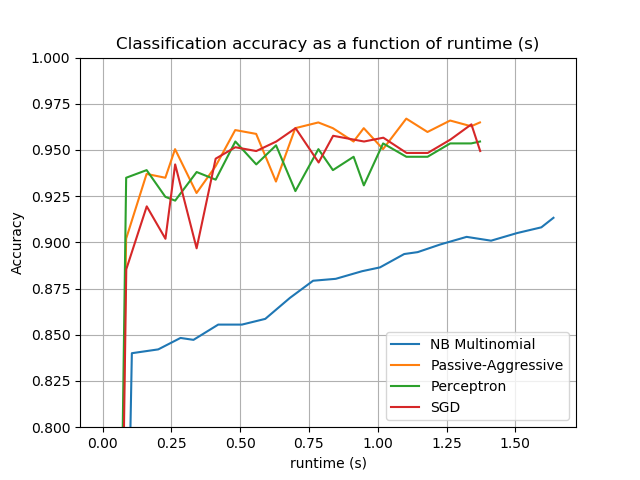 Classification accuracy as a function of runtime (s)
1.000
0.975
0.950
0.925
0.900
0.875
0.850
0.825
0.800
Accuracy
NB Multinomial
Passive-Aggressive
Perceptron
SGD
0.00 0.25 0.50 0.75 1.00 1.25 1.50
runtime (s)